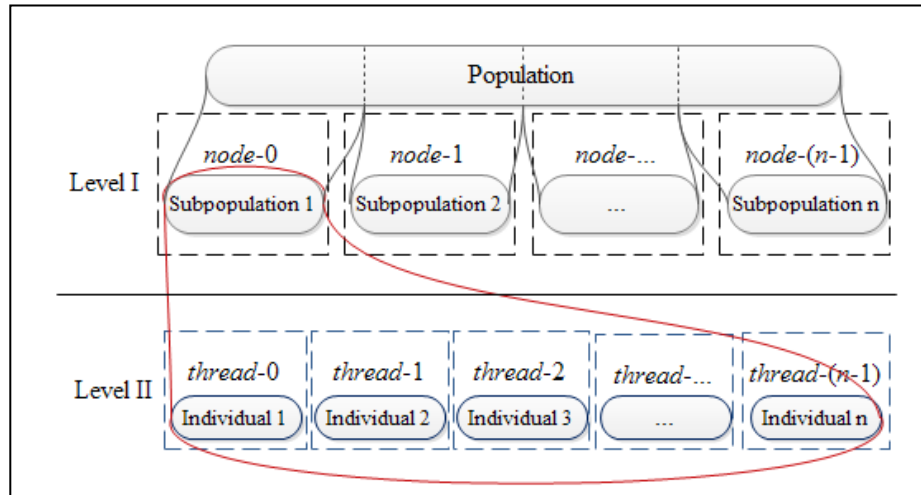 Population
node-0 node-1 node-... node-(n-1)
Level I
Subpopulation 1 Subpopulation 2 ... Subpopulation n
thread-0 thread-1 thread-2 thread-... thread-(n-1)
Level II
Individual 1 Individual 2 Individual 3 ... Individual n